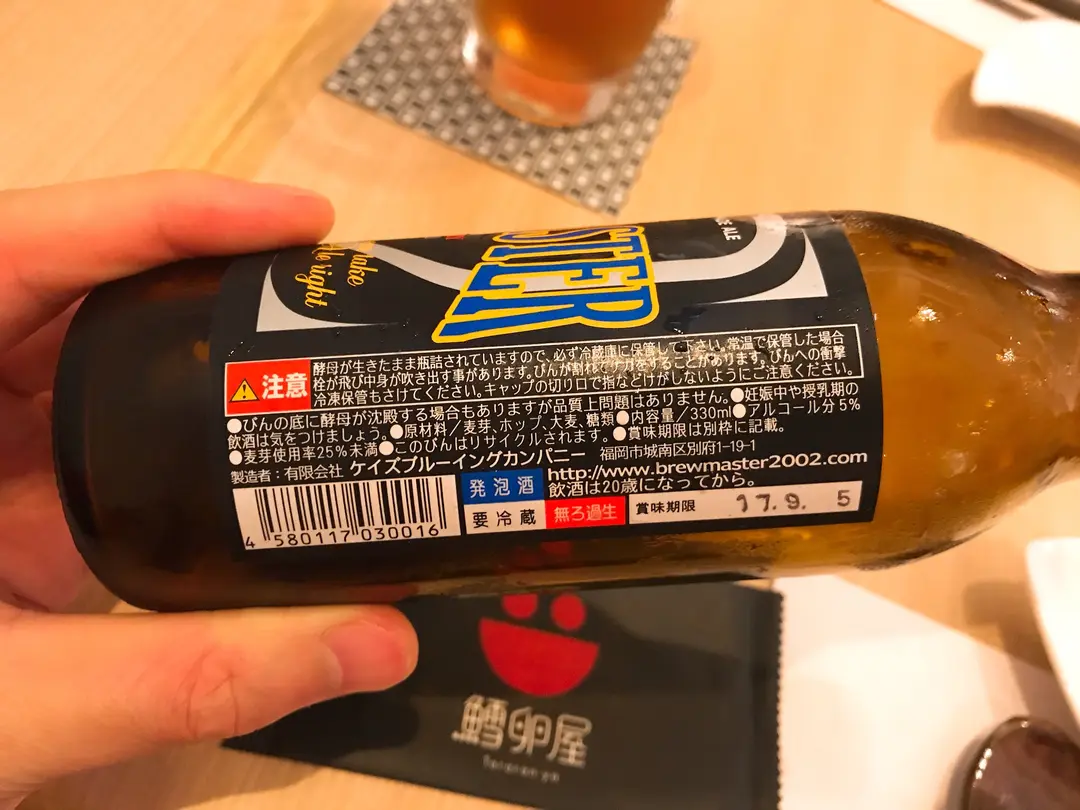 ALE
STER
right
注意
酵母が生きたまま瓶詰されていますので、必ず冷蔵庫に保管して下さい。常温で保管した場合
栓が飛び中身が吹き出す事があります。びんが割れてケガをすることがあります。びんへの衝撃
冷凍保管もさけてください。キャップの切り口で指などけがしないようにご注意ください。
●びんの底に酵母が沈殿する場合もありますが品質上問題はありません。●妊娠中や授乳期の
飲酒は気をつけましょう。●原材料/麦芽、ホップ、大麦、糖類●内容量/330ml●アルコール分5%
●麦芽使用率25%未満●このびんはリサイクルされます。●賞味期限は別枠に記載。
製造者:有限会社 ケイズブルーイングカンパニー 福岡市城南区別府1-19-1
http://www.brewmaster2002.com
発泡酒 飲酒は20歳になってから。
要冷蔵 無ろ過生 賞味期限 17.9.5
4 580117 030016
鱈卵屋
Tararan ya